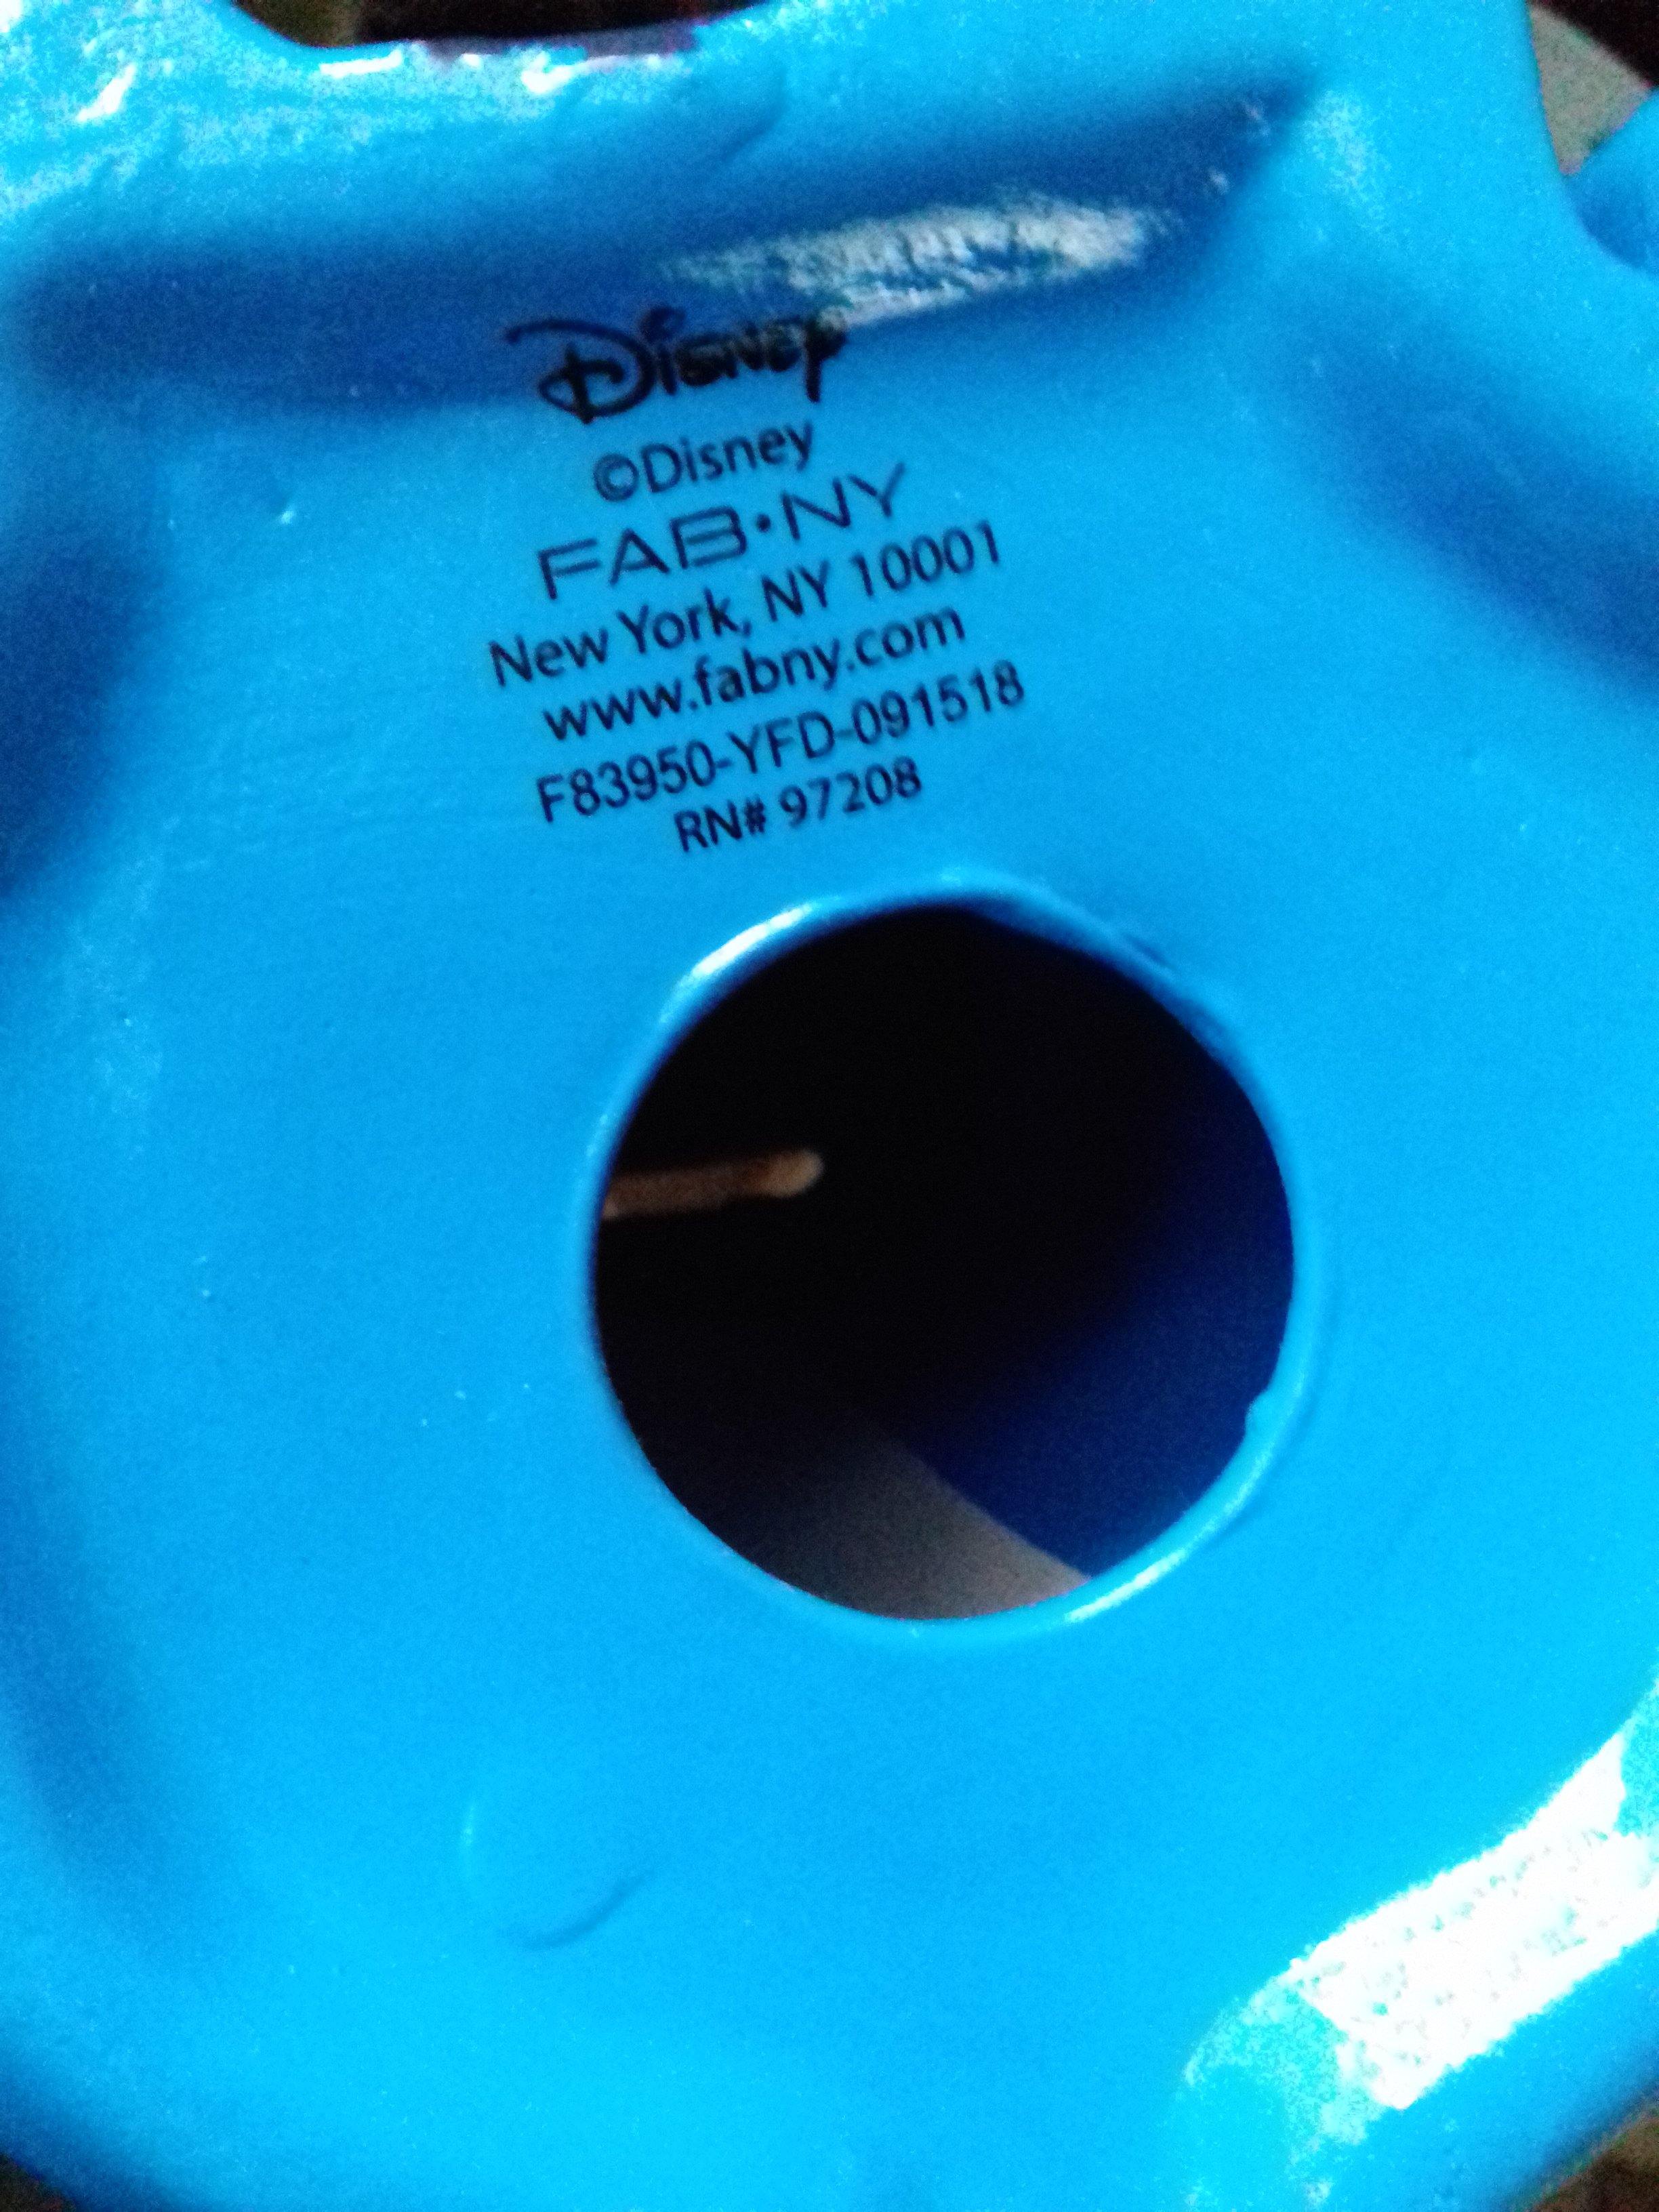 Disney
©Disney
FAB•NY
New York, NY 10001
www.fabny.com
F83950-YFD-091518
RN# 97208